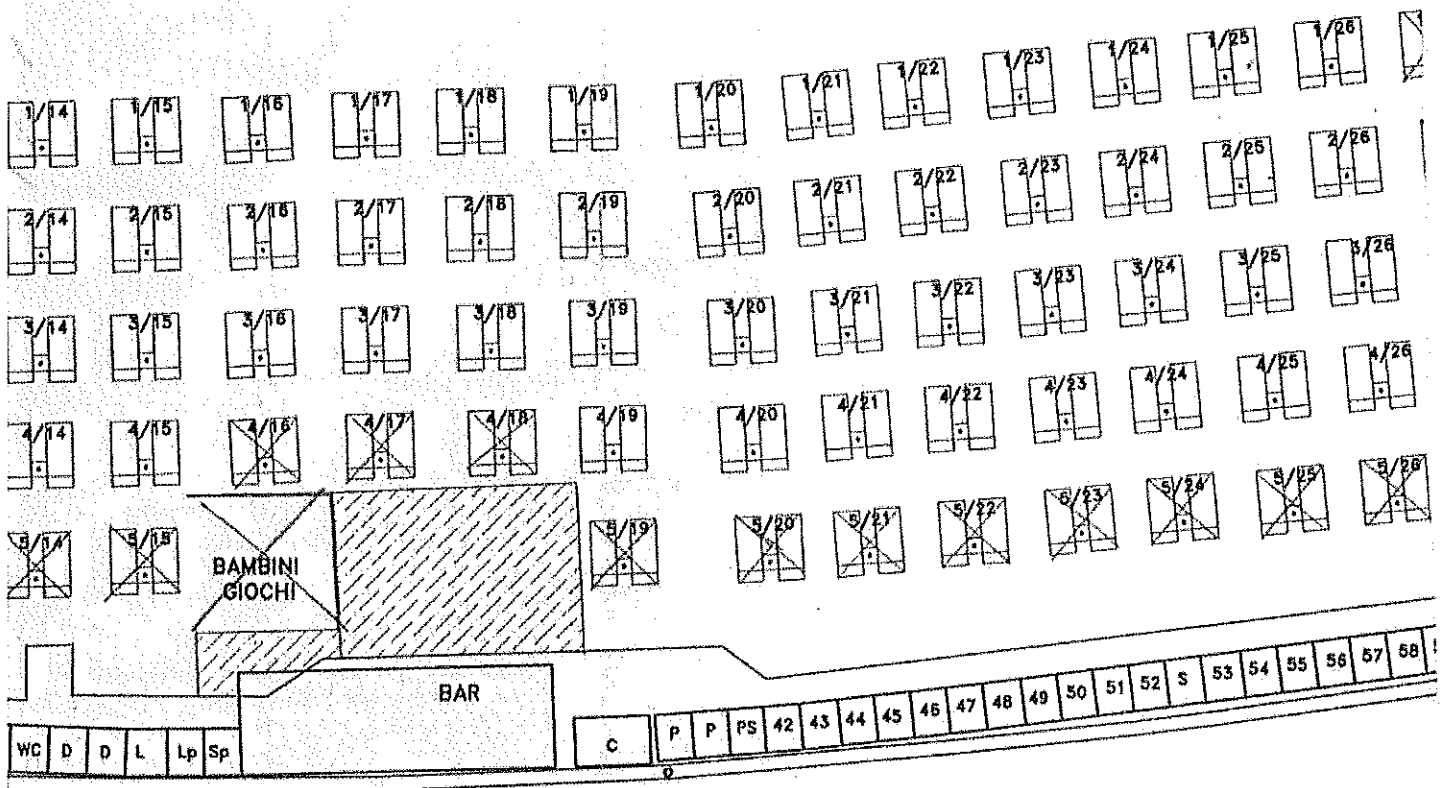 1/14 1/15 1/16 1/17 1/18 1/19 1/20 1/21 1/22 1/23 1/24 1/25 1/26
2/14 2/15 2/16 2/17 2/18 2/19 2/20 2/21 2/22 2/23 2/24 2/25 2/26
3/14 3/15 3/16 3/17 3/18 3/19 3/20 3/21 3/22 3/23 3/24 3/25 3/26
4/14 4/15 4/16 4/17 4/18 4/19 4/20 4/21 4/22 4/23 4/24 4/25 4/26
5/14 5/15 5/19 5/20 5/21 5/22 5/23 5/24 5/25 5/26
BAMBINI
GIOCHI
BAR
WC D D L Lp Sp C P P PS 42 43 44 45 46 47 48 49 50 51 52 S 53 54 55 56 57 58